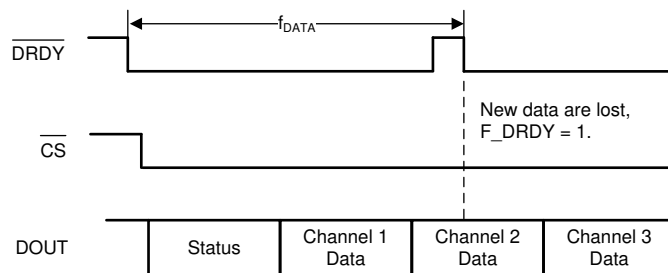 fDATA
DRDY
New data are lost,
F_DRDY = 1.
CS
DOUT
Status
Channel 1
Data
Channel 2
Data
Channel 3
Data